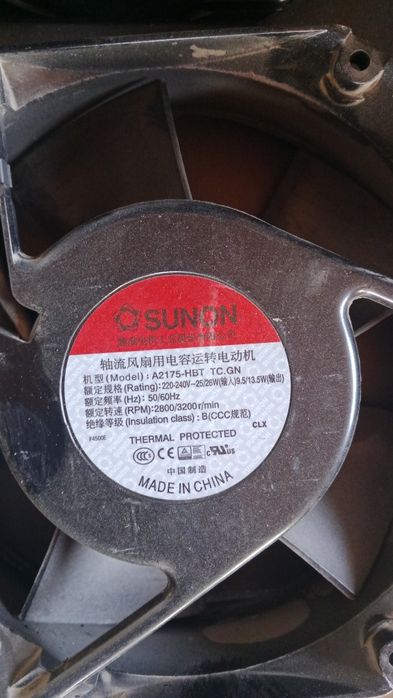 SUNON
轴流风扇用电容运转电动机
机型(Model): A2175-HBT TC.GN
额定规格(Rating): 220-240V~25/26W(输入)9.5/13.5W(输出)
额定频率(Hz): 50/60Hz
额定转速(RPM): 2800/3200r/min
绝缘等级(Insulation class): B(CCC规范)
F4500E
CLX
THERMAL PROTECTED
中国制造
MADE IN CHINA